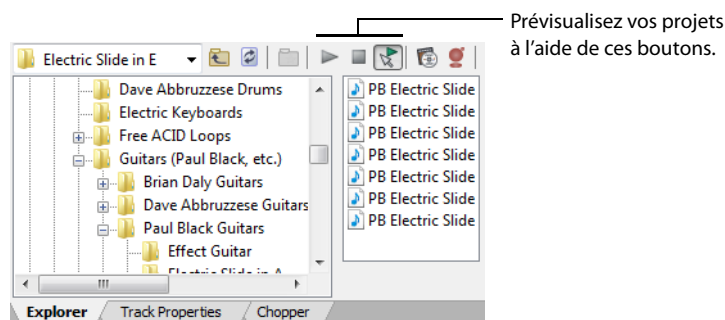 Prévisualisez vos projets
à l'aide de ces boutons.
Electric Slide in E
Dave Abbruzzese Drums
Electric Keyboards
Free ACID Loops
Guitars (Paul Black, etc.)
Brian Daly Guitars
Dave Abbruzzese Guitars
Paul Black Guitars
Effect Guitar
Electric Slide in A
PB Electric Slide
PB Electric Slide
PB Electric Slide
PB Electric Slide
PB Electric Slide
PB Electric Slide
PB Electric Slide
Explorer Track Properties Chopper